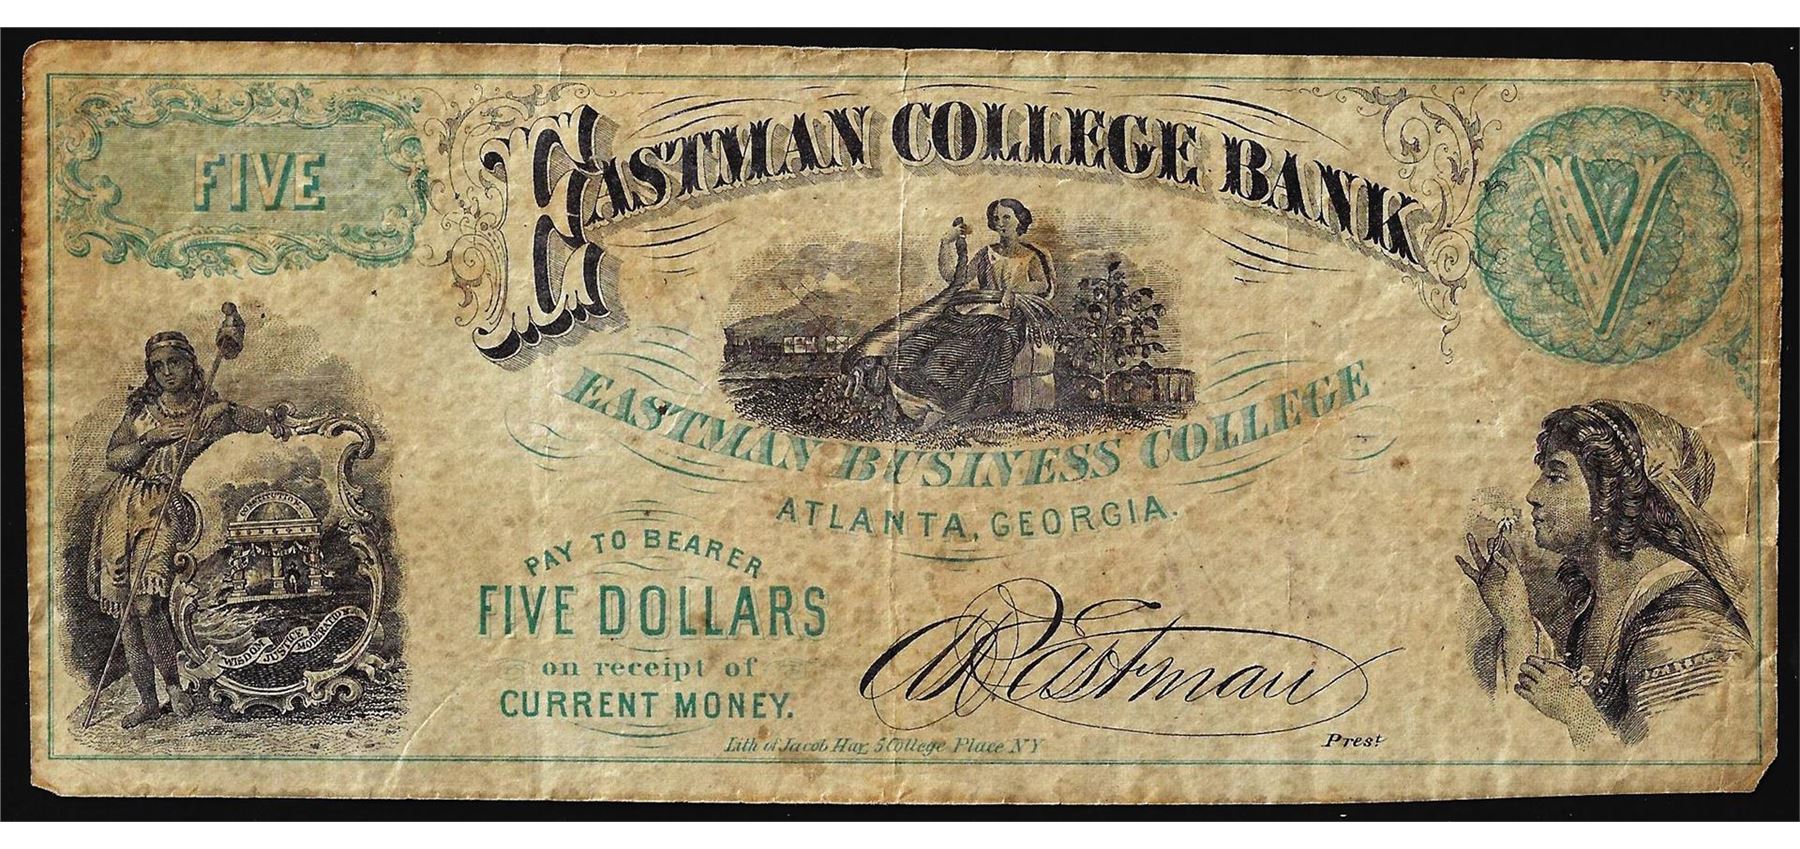 FIVE
EASTMAN COLLEGE BANK
V
EASTMAN BUSINESS COLLEGE
ATLANTA, GEORGIA.
CONSTITUTION
WISDOM JUSTICE MODERATION
PAY TO BEARER
FIVE DOLLARS
on receipt of
CURRENT MONEY.
Eastman
Prest
Lith of Jacob Hay, 5 College Place NY